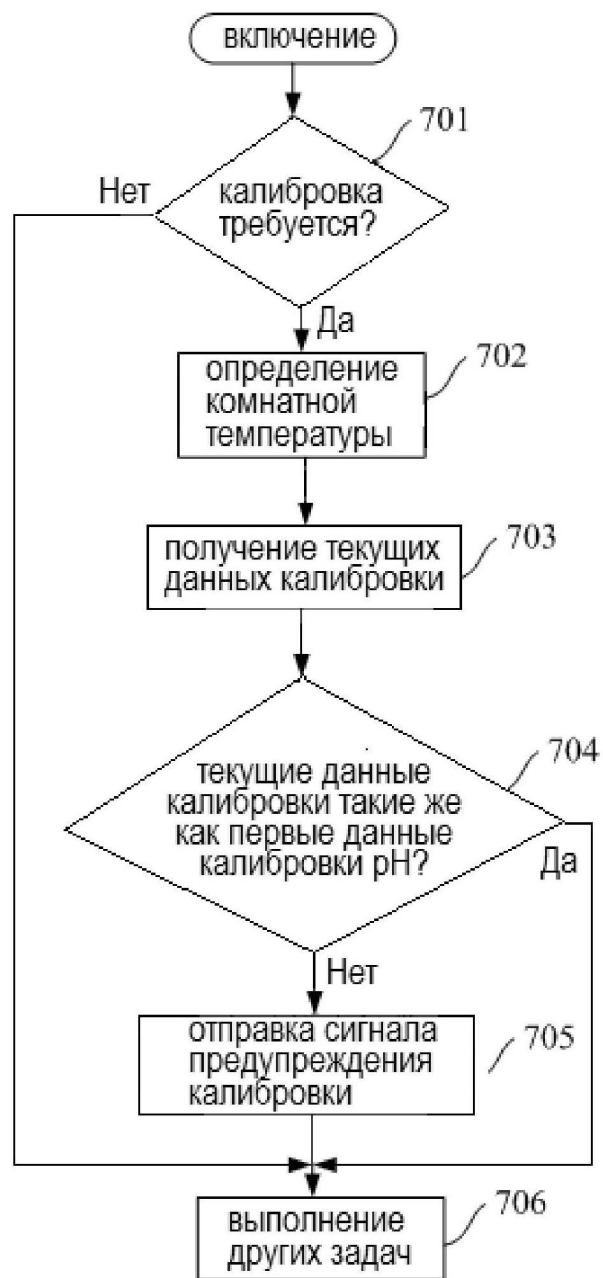 включение
701
Нет
калибровка
требуется?
Да
702
определение
комнатной
температуры
703
получение текущих
данных калибровки
704
текущие данные
калибровки такие же
как первые данные
калибровки pH?
Да
Нет
705
отправка сигнала
предупреждения
калибровки
706
выполнение
других задач